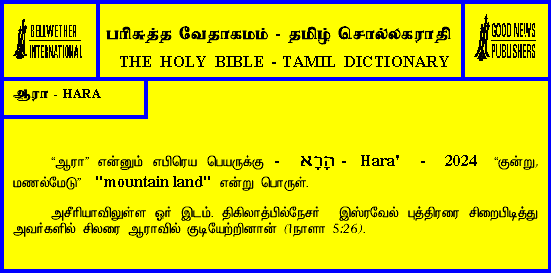 BELLWETHER
INTERNATIONAL
பரிசுத்த வேதாகமம் - தமிழ் சொல்லகராதி
THE HOLY BIBLE - TAMIL DICTIONARY
GOOD NEWS
PUBLISHERS
ஆரா - HARA
“ஆரா” என்னும் எபிரெய பெயருக்கு - הָרָא - Hara' - 2024 “குன்று,
மணல்மேடு” "mountain land" என்று பொருள்.
அசீரியாவிலுள்ள ஓர் இடம். திகிலாத்பில்நேசர் இஸ்ரவேல் புத்திரரை சிறைபிடித்து
அவர்களில் சிலரை ஆராவில் குடியேற்றினான் (1நாளா 5:26).